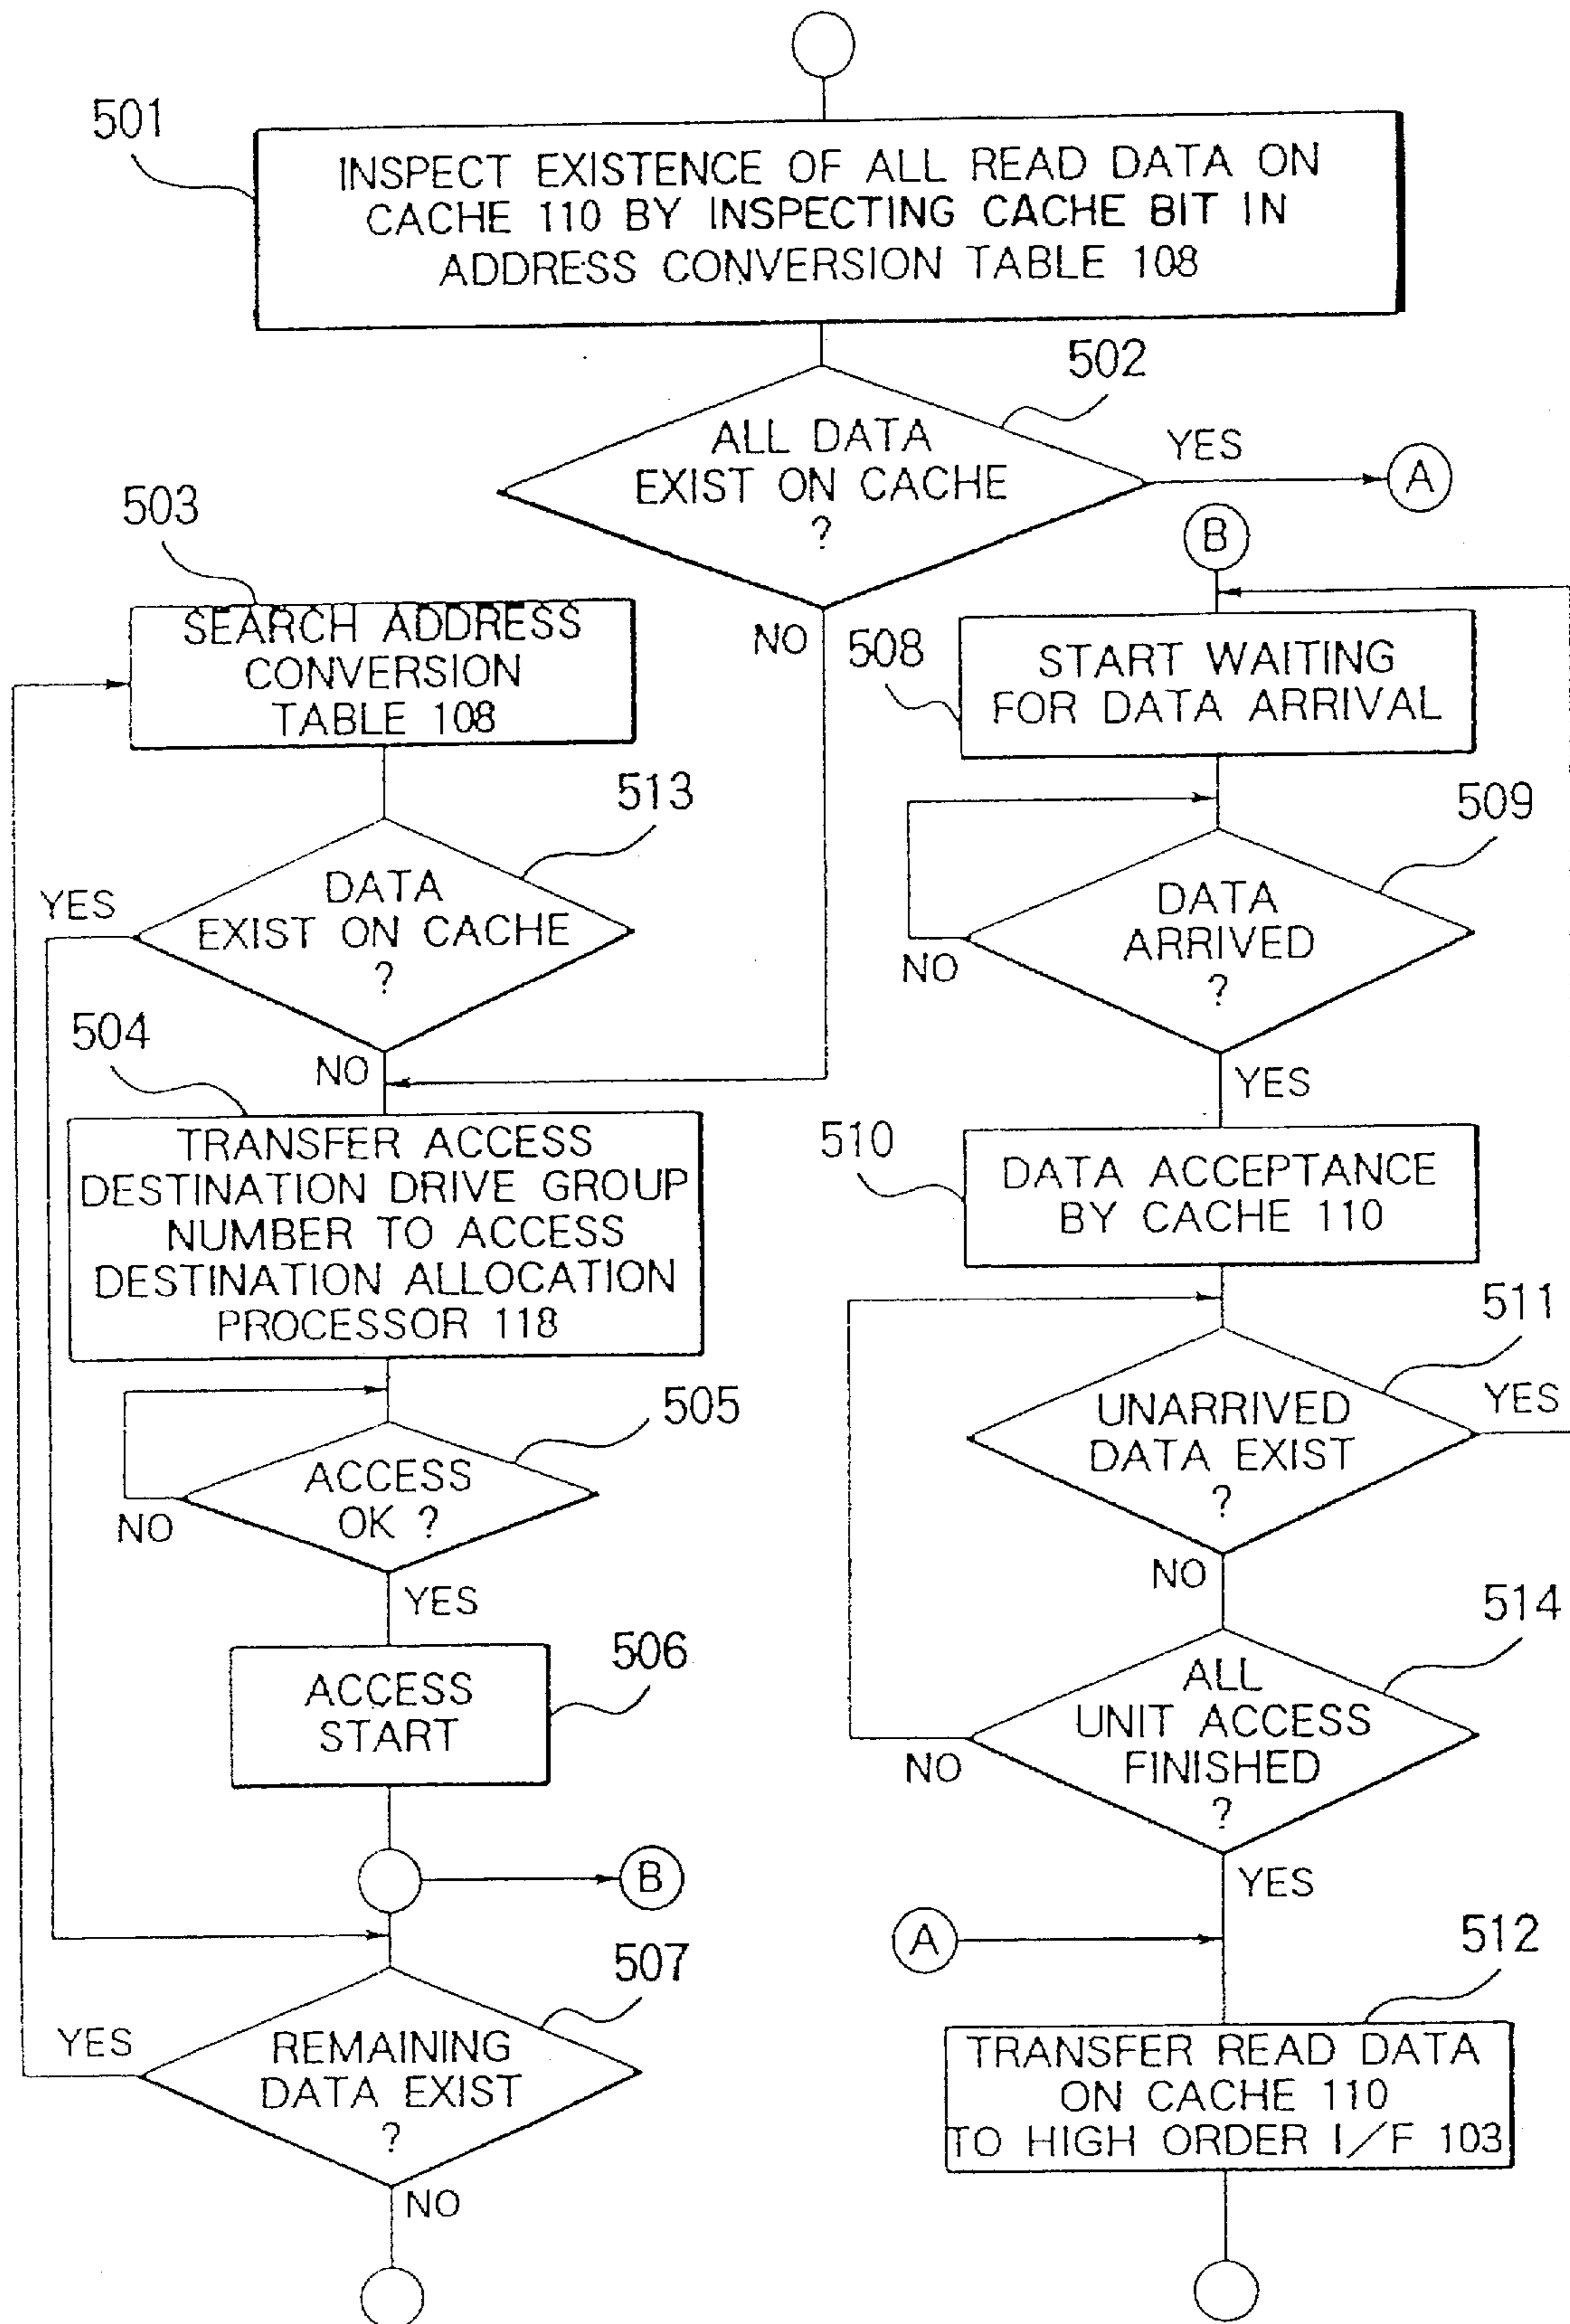 501
INSPECT EXISTENCE OF ALL READ DATA ON
CACHE 110 BY INSPECTING CACHE BIT IN
ADDRESS CONVERSION TABLE 108
502
ALL DATA
EXIST ON CACHE
?
YES
A
NO
503
SEARCH ADDRESS
CONVERSION
TABLE 108
513
DATA
EXIST ON CACHE
?
YES
NO
504
TRANSFER ACCESS
DESTINATION DRIVE GROUP
NUMBER TO ACCESS
DESTINATION ALLOCATION
PROCESSOR 118
505
ACCESS
OK ?
NO
YES
506
ACCESS
START
B
507
REMAINING
DATA EXIST
?
YES
NO
B
508
START WAITING
FOR DATA ARRIVAL
509
DATA
ARRIVED
?
NO
YES
510
DATA ACCEPTANCE
BY CACHE 110
511
UNARRIVED
DATA EXIST
?
YES
NO
514
ALL
UNIT ACCESS
FINISHED
?
NO
YES
A
512
TRANSFER READ DATA
ON CACHE 110
TO HIGH ORDER I/F 103